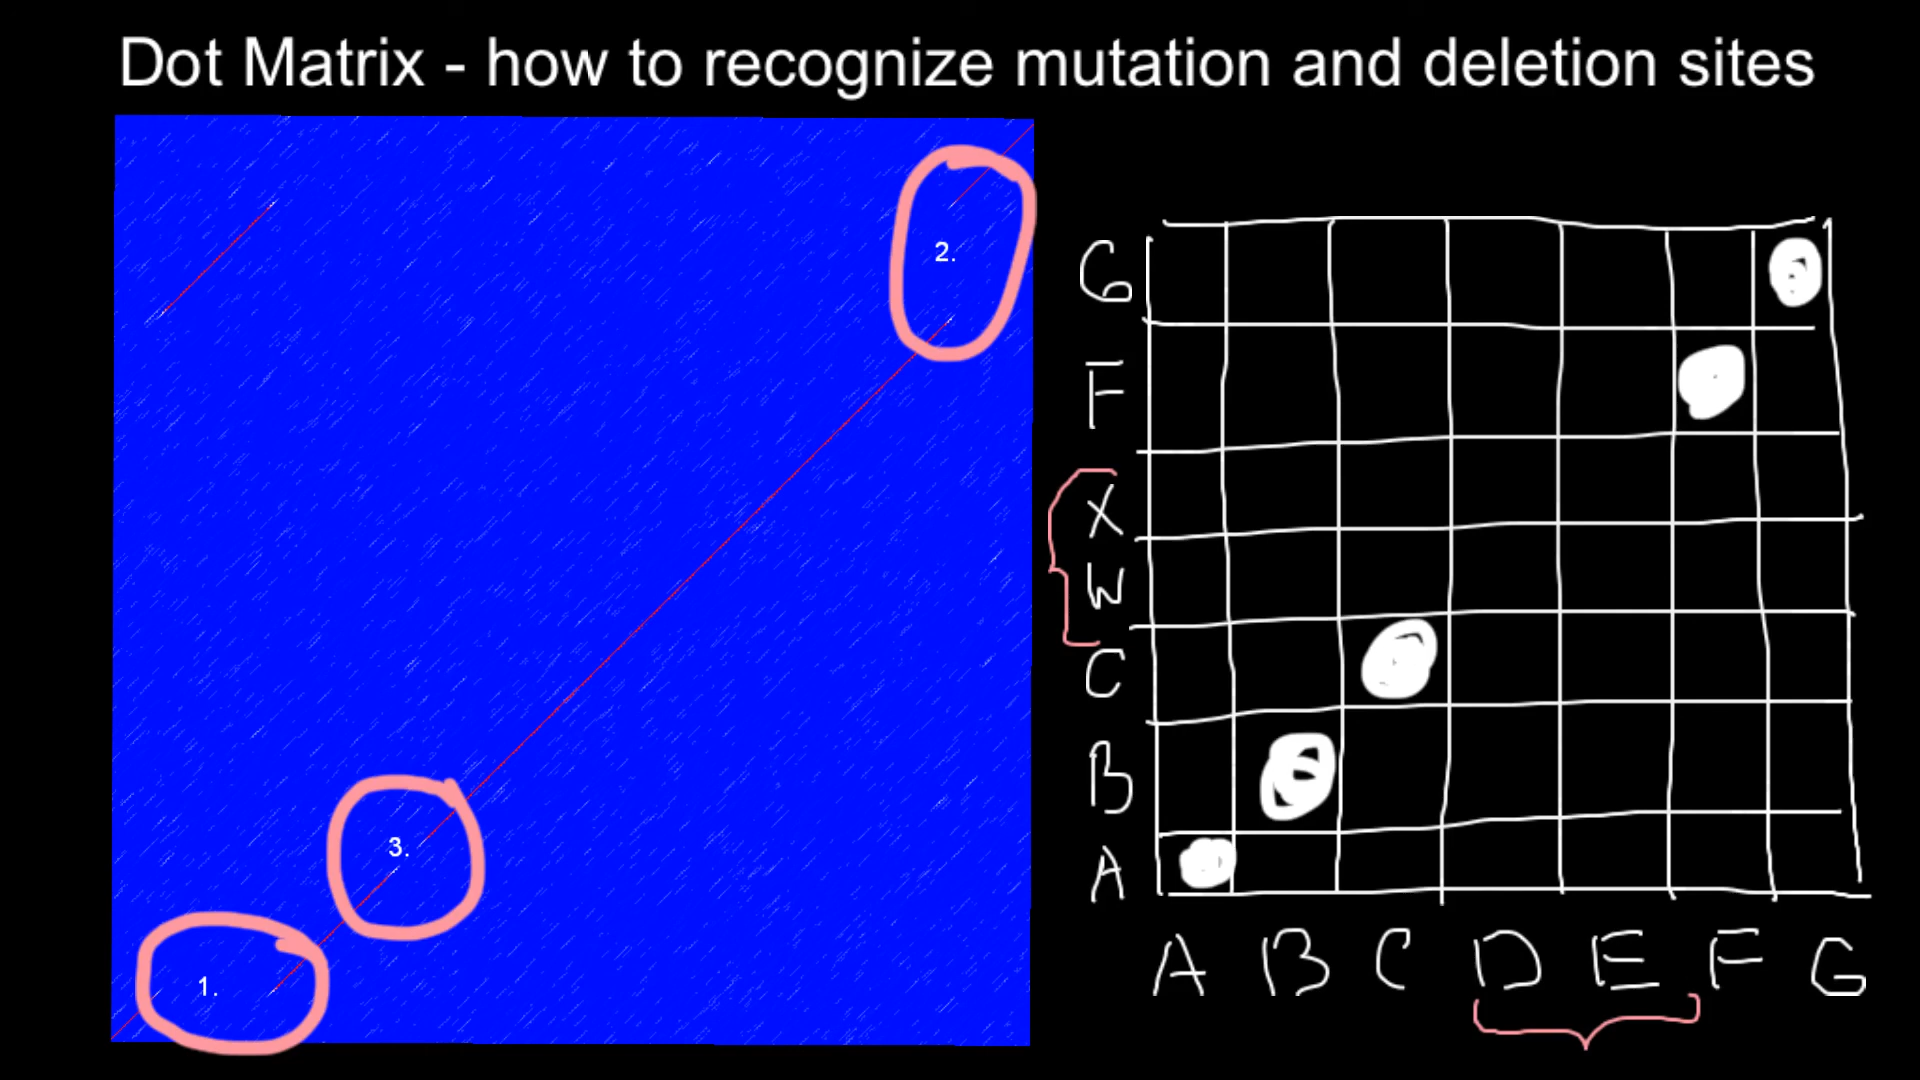 Dot Matrix - how to recognize mutation and deletion sites
2.
3.
1.
G
F
X
W
C
B
A
A B C D E F G